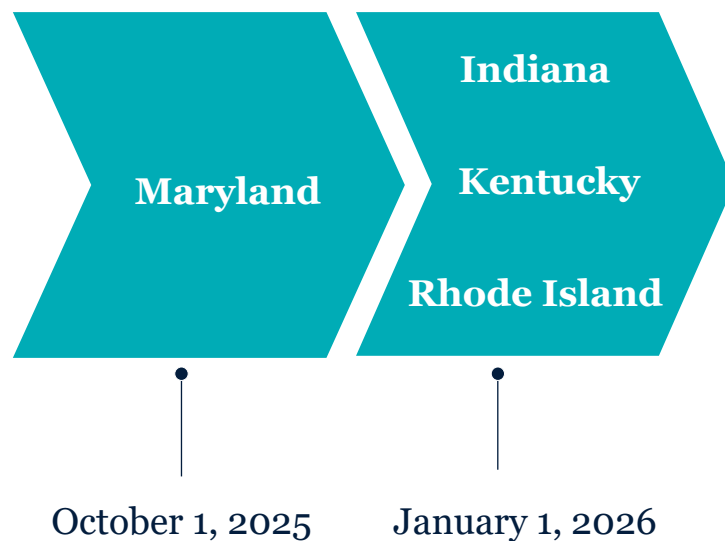 Maryland
Indiana
Kentucky
Rhode Island
October 1, 2025
January 1, 2026